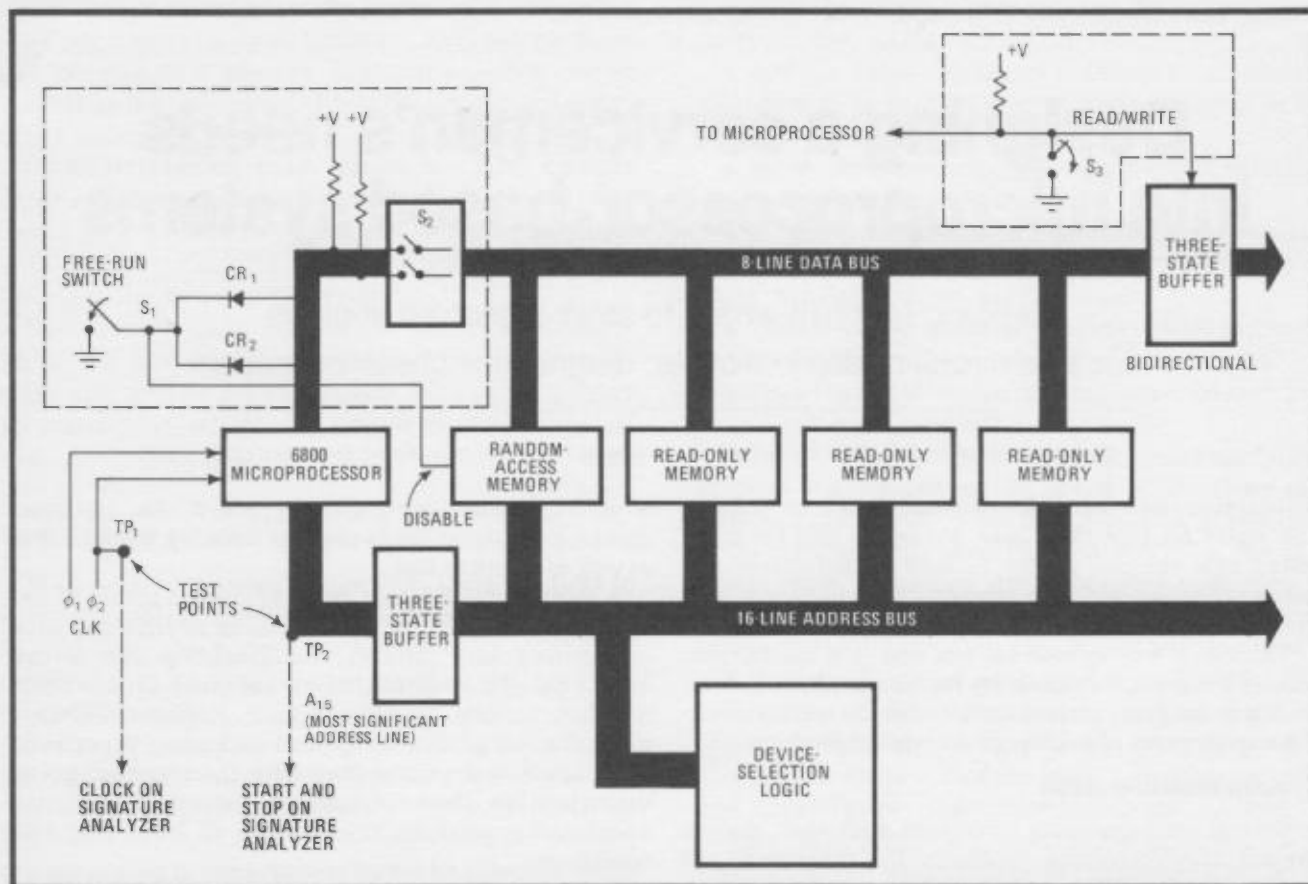 +V
TO MICROPROCESSOR
READ/WRITE
S3
THREE-
STATE
BUFFER
BIDIRECTIONAL
+V +V
S2
8-LINE DATA BUS
FREE-RUN
SWITCH
S1
CR1
CR2
6800
MICROPROCESSOR
RANDOM-
ACCESS
MEMORY
READ-ONLY
MEMORY
READ-ONLY
MEMORY
READ-ONLY
MEMORY
DISABLE
TP1
TEST
POINTS
ϕ1 ϕ2
CLK
THREE-
STATE
BUFFER
16-LINE ADDRESS BUS
TP2
A15
(MOST SIGNIFICANT
ADDRESS LINE)
DEVICE-
SELECTION
LOGIC
CLOCK ON
SIGNATURE
ANALYZER
START AND
STOP ON
SIGNATURE
ANALYZER